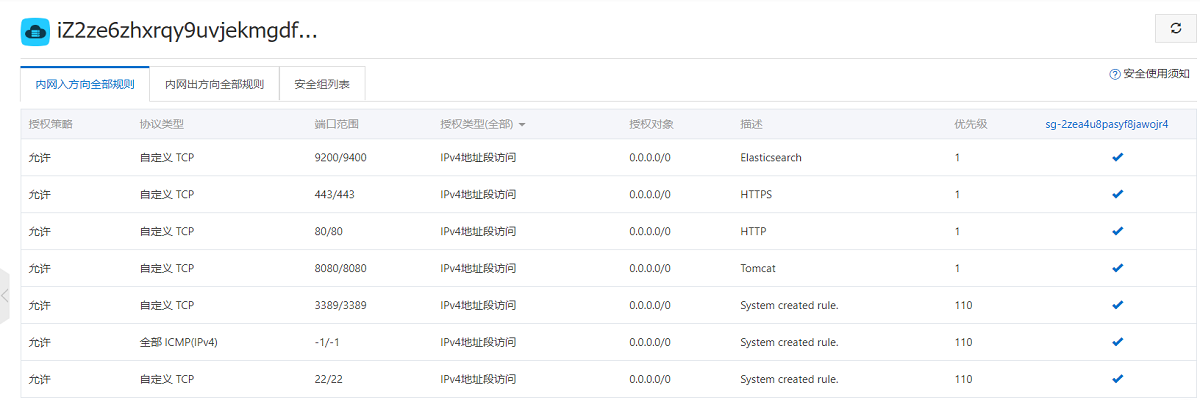 iZ2ze6zhxrqy9uvjekmgdf...
内网入方向全部规则 内网出方向全部规则 安全组列表 安全使用须知
授权策略 协议类型 端口范围 授权类型(全部) 授权对象 描述 优先级 sg-2zea4u8pasyf8jawojr4
允许 自定义 TCP 9200/9400 IPv4地址段访问 0.0.0.0/0 Elasticsearch 1
允许 自定义 TCP 443/443 IPv4地址段访问 0.0.0.0/0 HTTPS 1
允许 自定义 TCP 80/80 IPv4地址段访问 0.0.0.0/0 HTTP 1
允许 自定义 TCP 8080/8080 IPv4地址段访问 0.0.0.0/0 Tomcat 1
允许 自定义 TCP 3389/3389 IPv4地址段访问 0.0.0.0/0 System created rule. 110
允许 全部 ICMP(IPv4) -1/-1 IPv4地址段访问 0.0.0.0/0 System created rule. 110
允许 自定义 TCP 22/22 IPv4地址段访问 0.0.0.0/0 System created rule. 110